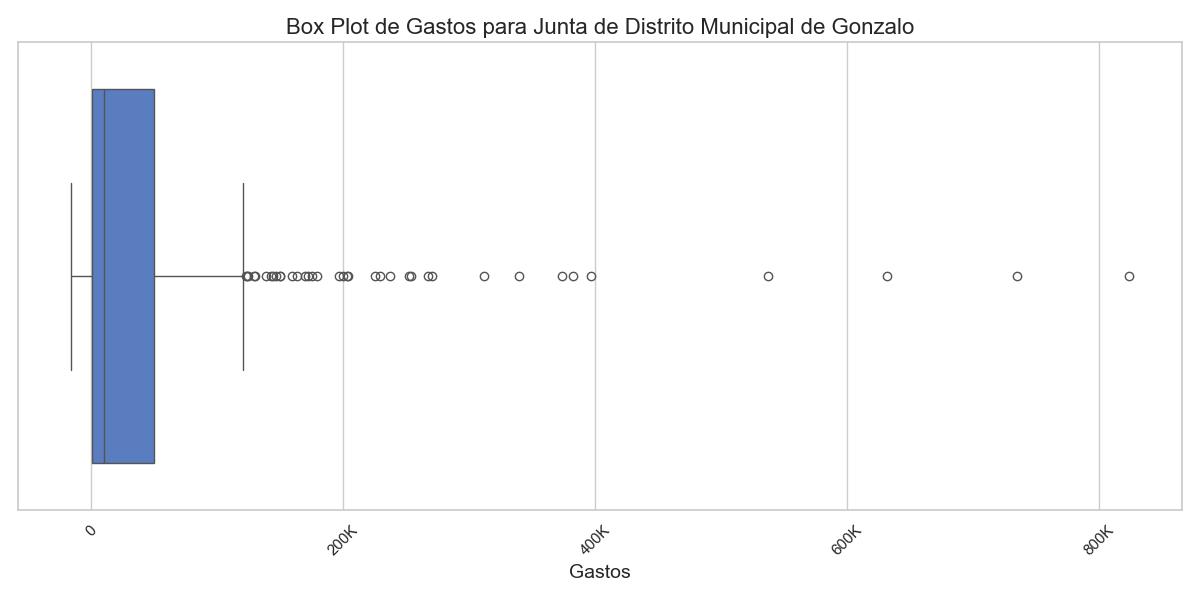 Box Plot de Gastos para Junta de Distrito Municipal de Gonzalo
0
200K
400K
600K
800K
Gastos